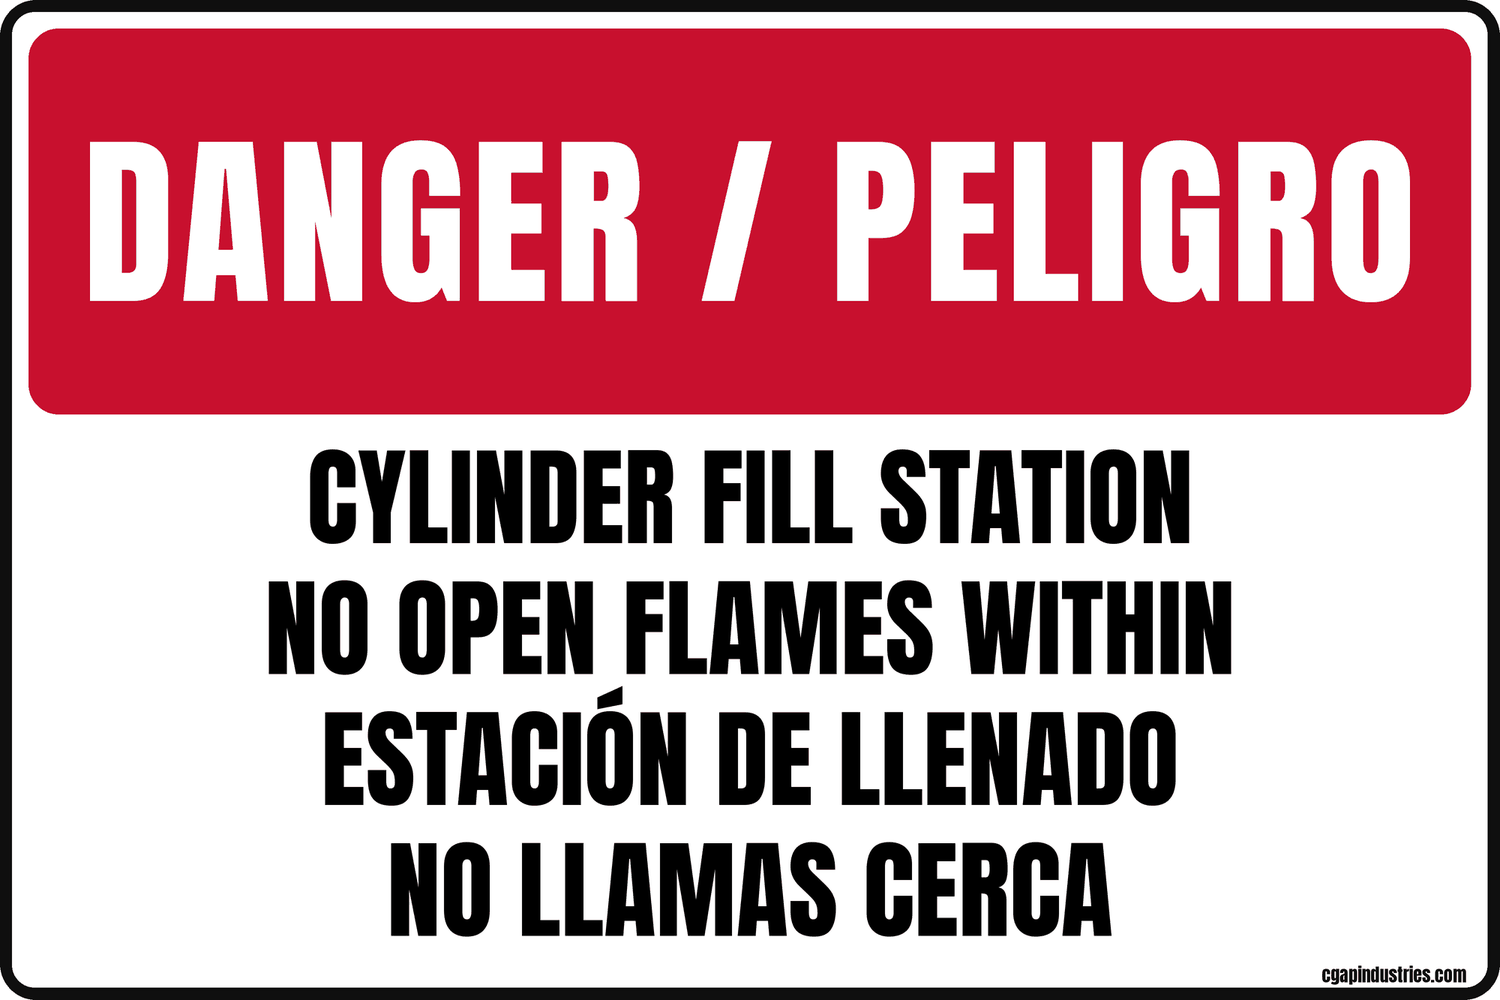 DANGER / PELIGRO
CYLINDER FILL STATION
NO OPEN FLAMES WITHIN
ESTACIÓN DE LLENADO
NO LLAMAS CERCA
cgapindustries.com